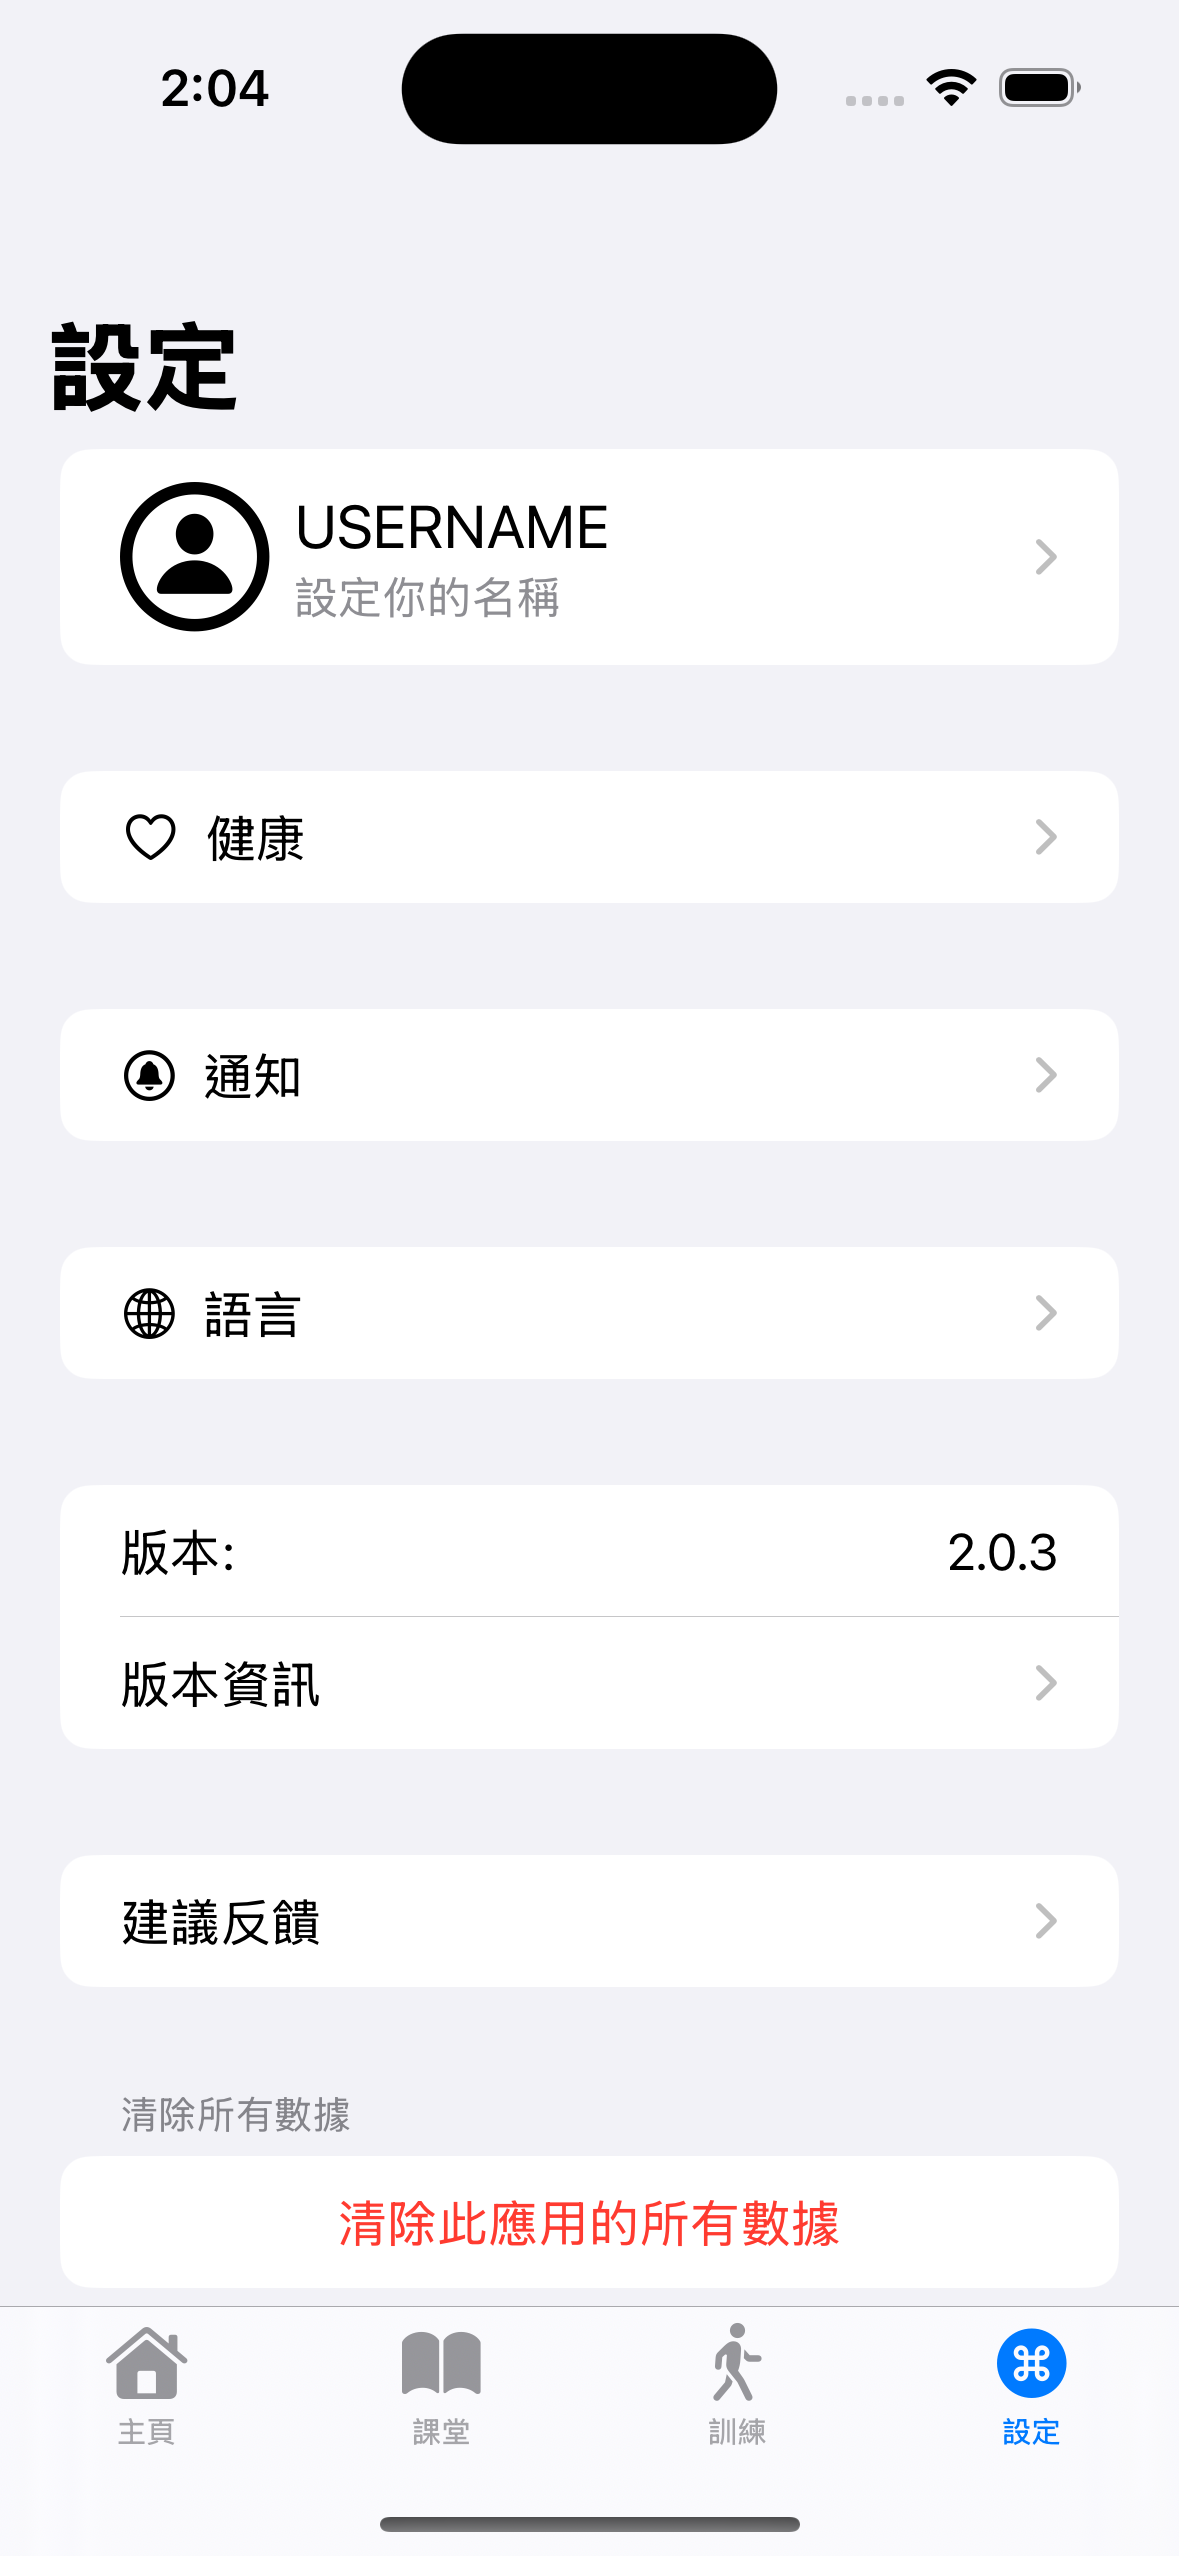 2:04
設定
USERNAME
設定你的名稱
健康
通知
語言
版本:
2.0.3
版本資訊
建議反饋
清除所有數據
清除此應用的所有數據
主頁
課堂
訓練
設定